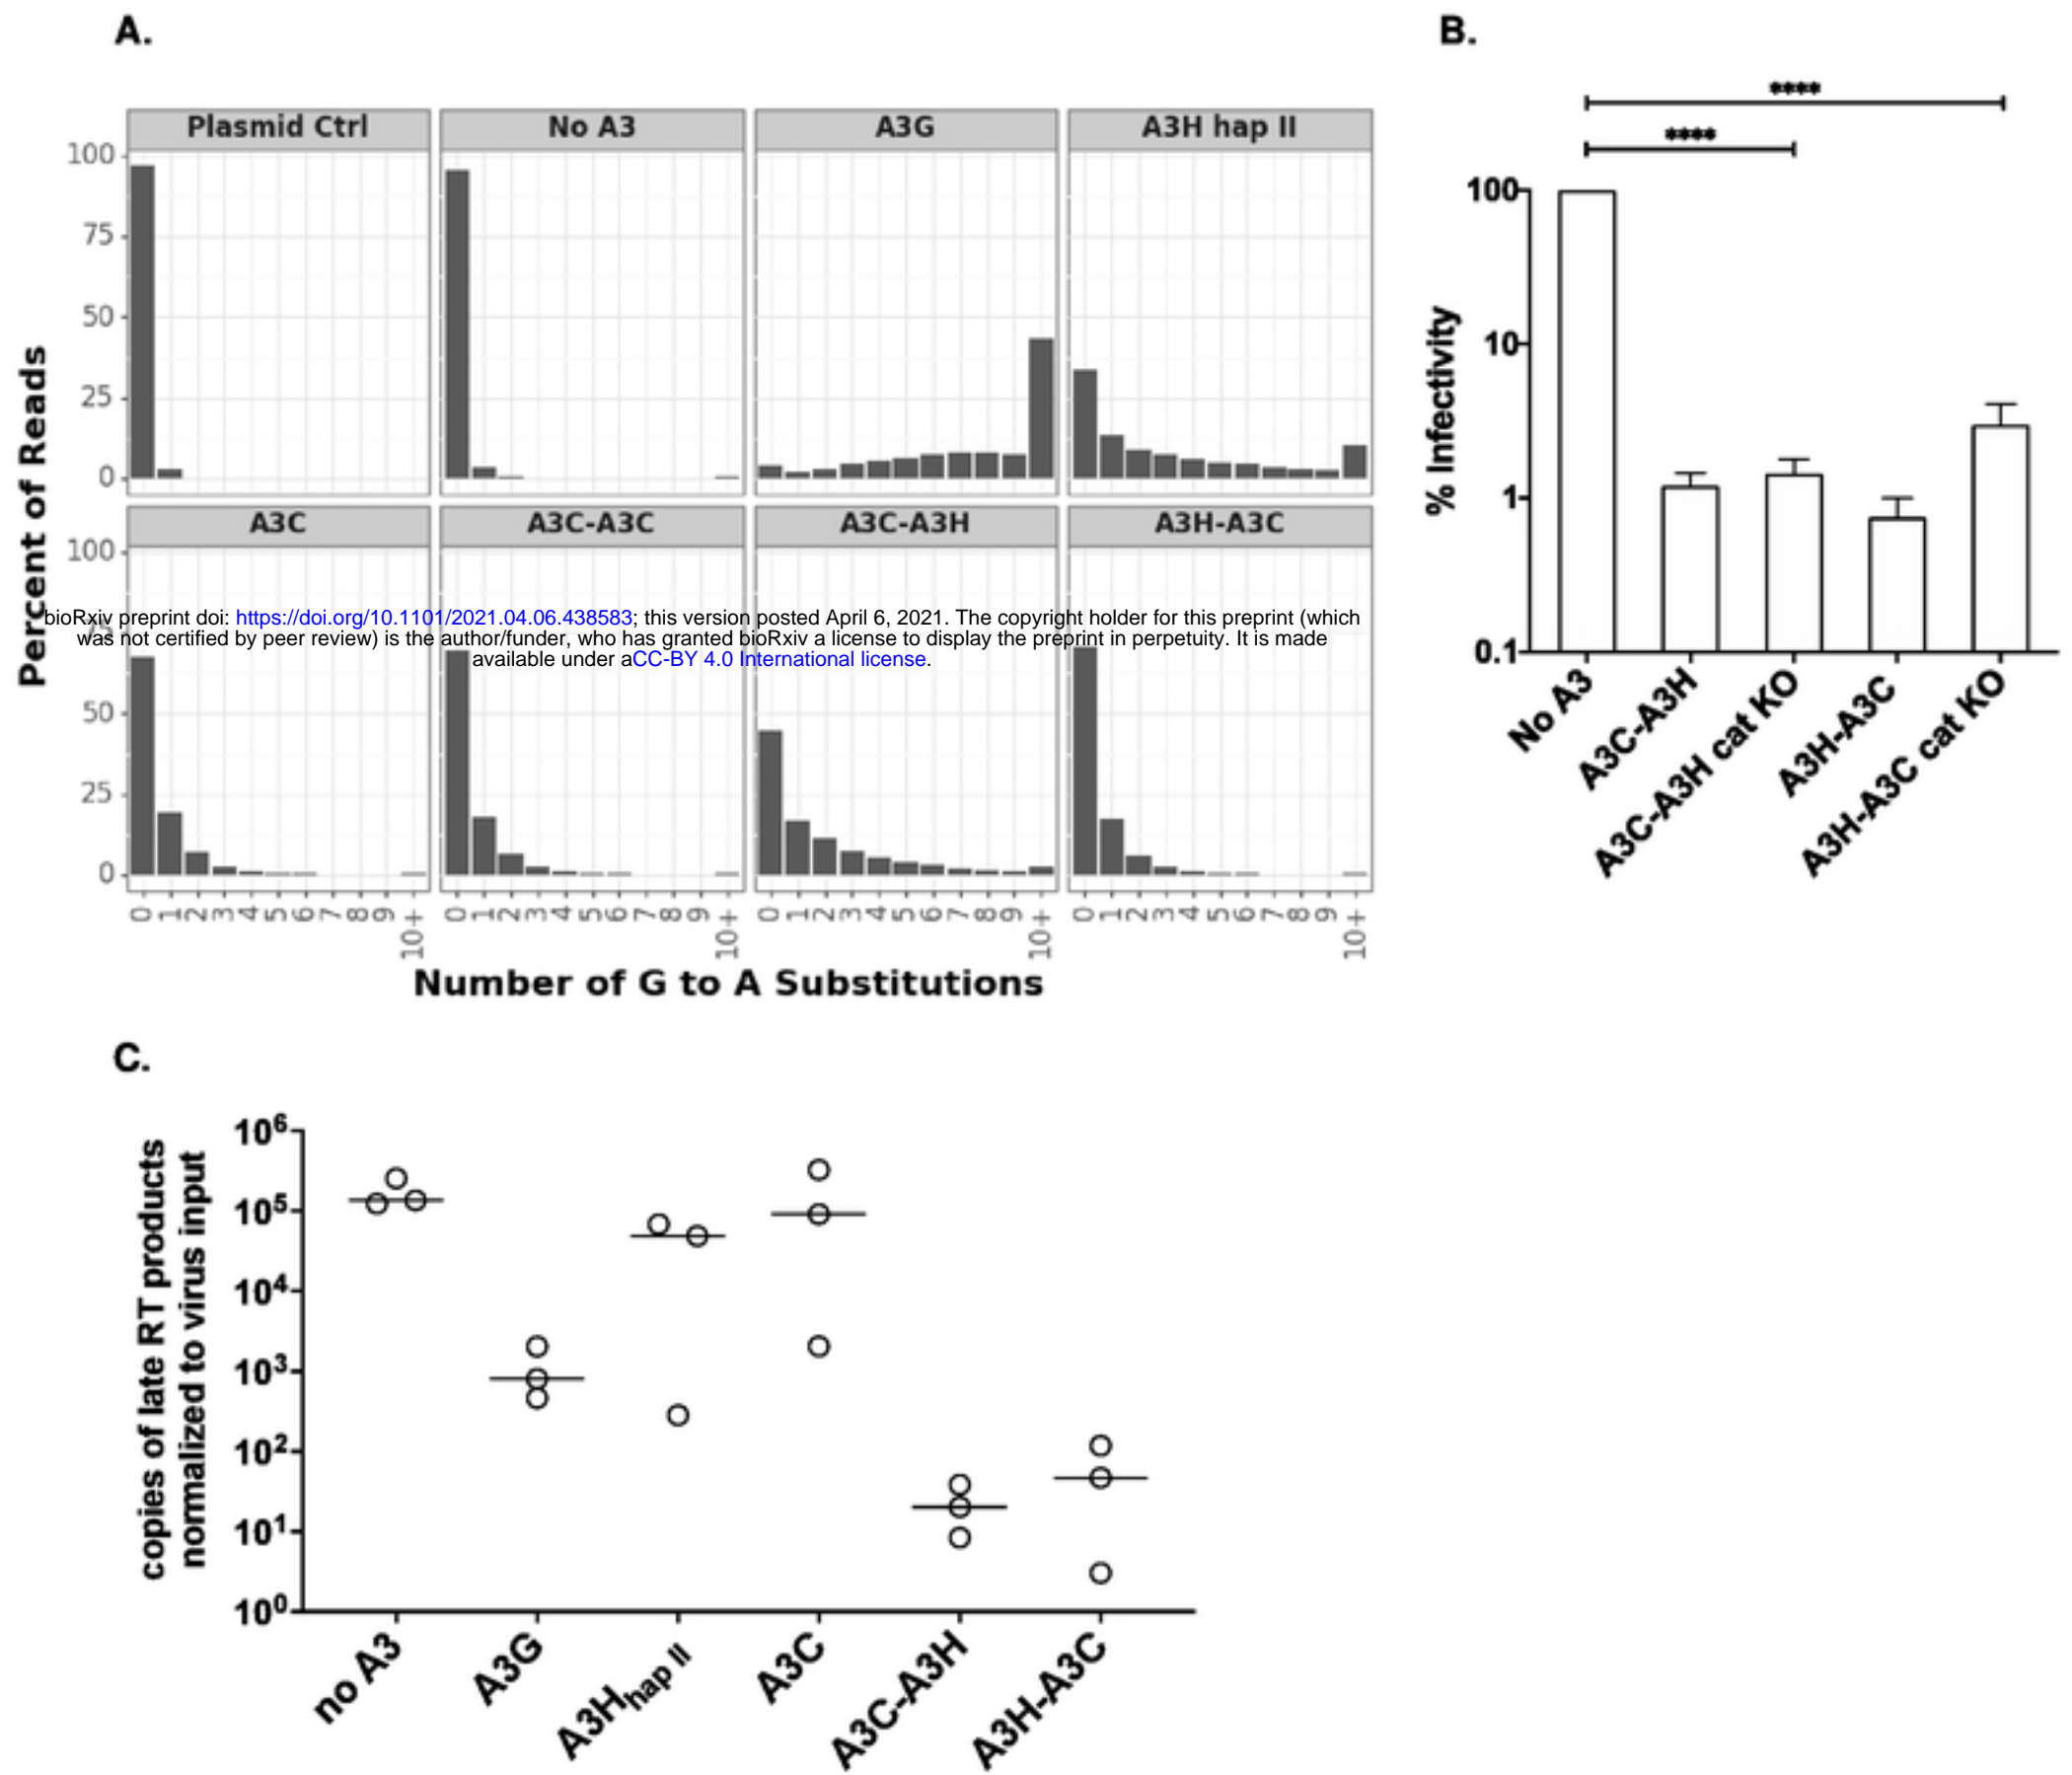 A.
B.
Plasmid Ctrl
No A3
A3G
A3H hap II
100
75
50
25
0
Percent of Reads
A3C
A3C-A3C
A3C-A3H
A3H-A3C
100
bioRxiv preprint doi: https://doi.org/10.1101/2021.04.06.438583; this version posted April 6, 2021. The copyright holder for this preprint (which
75
was not certified by peer review) is the author/funder, who has granted bioRxiv a license to display the preprint in perpetuity. It is made
available under aCC-BY 4.0 International license.
50
25
0
0 1 2 3 4 5 6 7 8 9 10+
0 1 2 3 4 5 6 7 8 9 10+
0 1 2 3 4 5 6 7 8 9 10+
0 1 2 3 4 5 6 7 8 9 10+
Number of G to A Substitutions
****
****
100
10
1
0.1
% Infectivity
No A3
A3C-A3H
A3C-A3H cat KO
A3H-A3C
A3H-A3C cat KO
C.
copies of late RT products
normalized to virus input
10⁶
10⁵
10⁴
10³
10²
10¹
10⁰
no A3
A3G
A3Hhap II
A3C
A3C-A3H
A3H-A3C